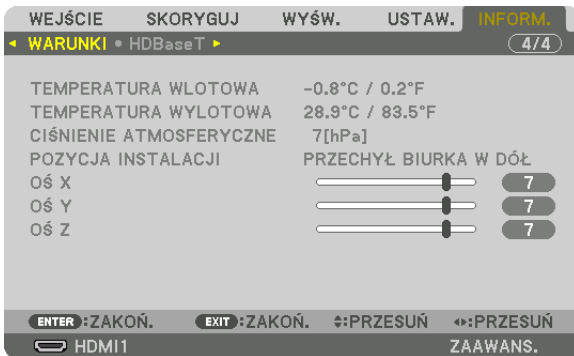 WEJŚCIE SKORYGUJ WYŚW. USTAW. INFORM.
WARUNKI HDBaseT 4/4
TEMPERATURA WLOTOWA -0.8°C / 0.2°F
TEMPERATURA WYLOTOWA 28.9°C / 83.5°F
CIŚNIENIE ATMOSFERYCZNE 7[hPa]
POZYCJA INSTALACJI PRZECHYŁ BIURKA W DÓŁ
OŚ X 7
OŚ Y 7
OŚ Z 7
ENTER :ZAKOŃ. EXIT :ZAKOŃ. :PRZESUŃ :PRZESUŃ
HDMI1 ZAAWANS.